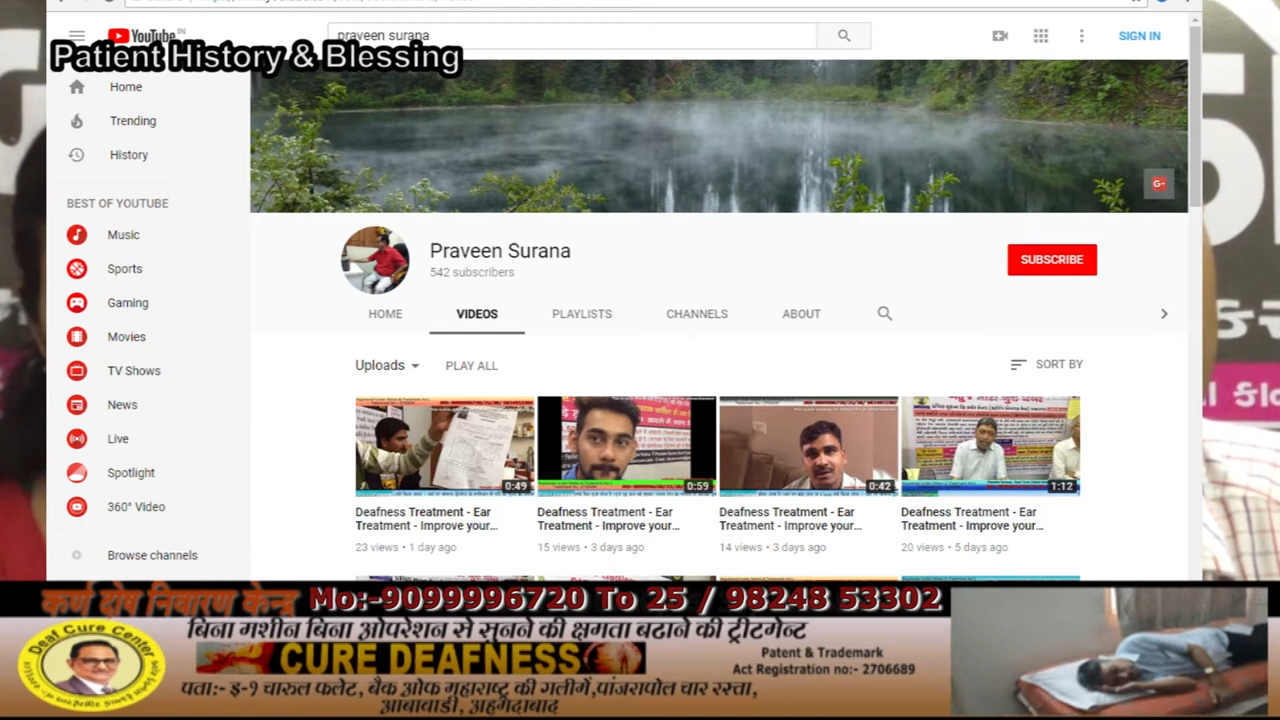 YouTube IN
praveen surana
SIGN IN
Patient History & Blessing
Home
Trending
History
BEST OF YOUTUBE
Music
Sports
Gaming
Movies
TV Shows
News
Live
Spotlight
360° Video
Browse channels
G+
Praveen Surana
542 subscribers
SUBSCRIBE
HOME VIDEOS PLAYLISTS CHANNELS ABOUT
Uploads PLAY ALL SORT BY
0:49 0:59 0:42 1:12
Deafness Treatment - Ear Treatment - Improve your...
23 views • 1 day ago
Deafness Treatment - Ear Treatment - Improve your...
15 views • 3 days ago
Deafness Treatment - Ear Treatment - Improve your...
14 views • 3 days ago
Deafness Treatment - Ear Treatment - Improve your...
20 views • 5 days ago
कर्ण दोष निवारण केन्द्र Mo:-9099996720 To 25 / 98248 53302
बिना मशीन बिना ओपरेशन से सुनने की क्षमता बढाने की ट्रीटमेन्ट
Deaf Cure Center
CURE DEAFNESS
Patent & Trademark
Act Registration no:- 2706689
पता:- इ-१ चारुल फलेट, बैंक ओफ महाराष्ट्र की गलीमें,पांजरापोल चार रस्ता,
आंबावाडी, अहमदाबाद